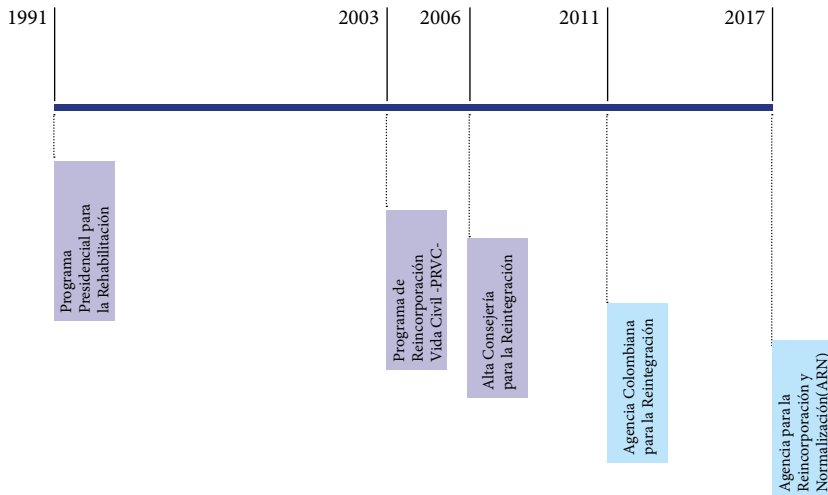 1991
2003
2006
2011
2017
Programa
Presidencial para
la Rehabilitación
Programa de
Reincorporación
Vida Civil -PRVC-
Alta Consejería
para la Reintegración
Agencia Colombiana
para la Reintegración
Agencia para la
Reincorporación y
Normalización(ARN)